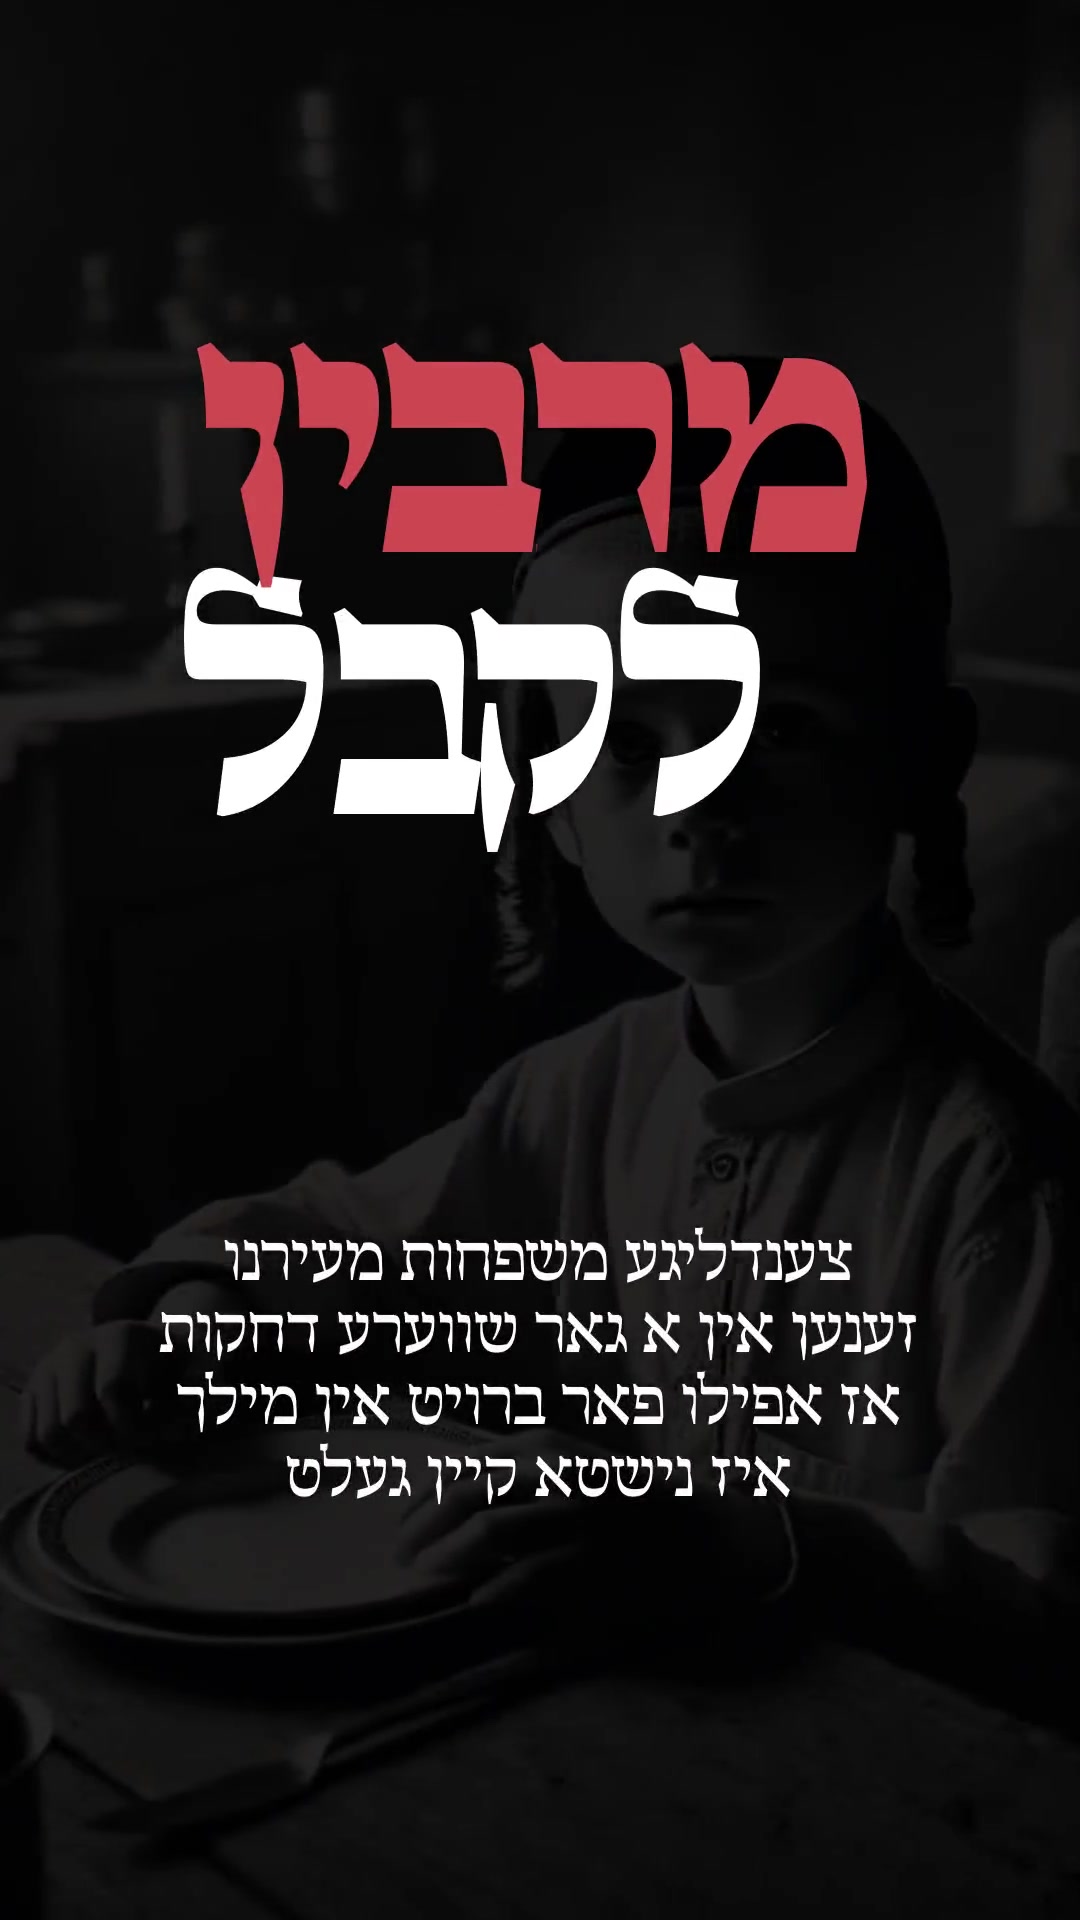 מרבין
לקבל
צענדליגע משפחות מעירנו
זענען אין א גאר שווערע דחקות
אז אפילו פאר ברויט אין מילך
איז נישטא קיין געלט